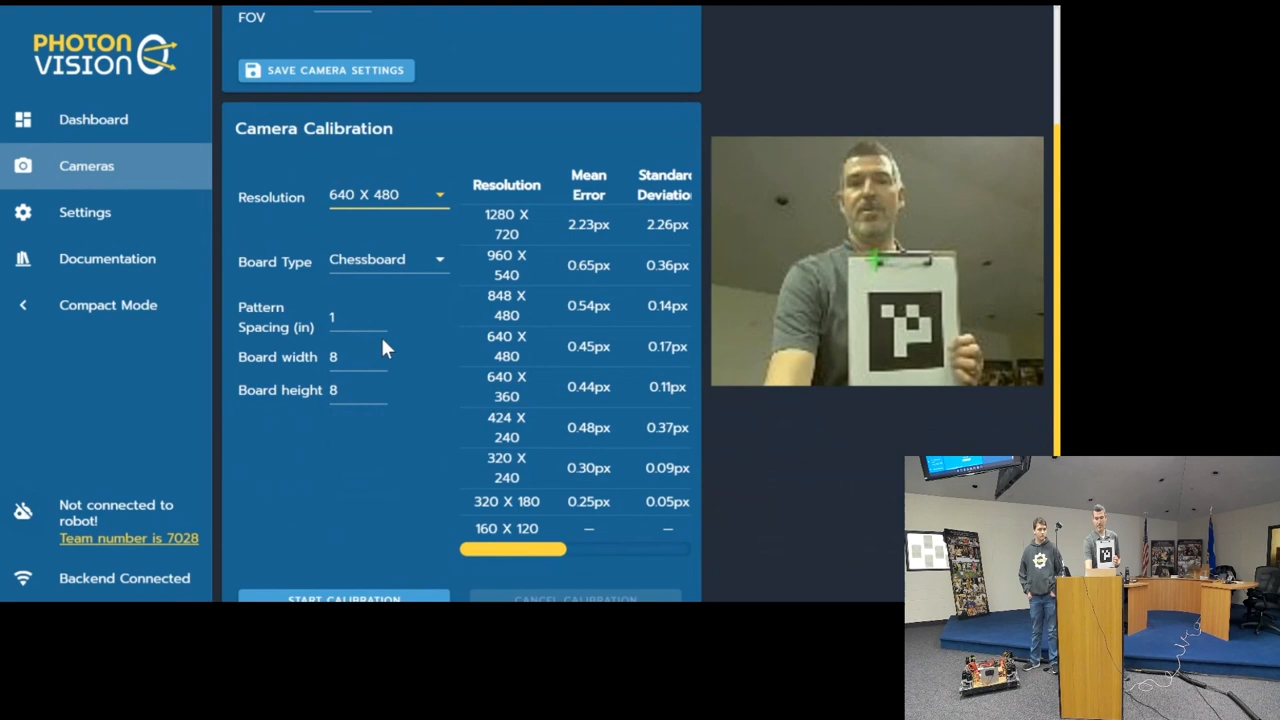 FOV
PHOTON
VISION
SAVE CAMERA SETTINGS
Dashboard
Cameras
Settings
Documentation
Compact Mode
Camera Calibration
Resolution 640 X 480
Board Type Chessboard
Pattern
Spacing (in) 1
Board width 8
Board height 8
Resolution Mean Error Standard Deviatio
1280 X 720 2.23px 2.26px
960 X 540 0.65px 0.36px
848 X 480 0.54px 0.14px
640 X 480 0.45px 0.17px
640 X 360 0.44px 0.11px
424 X 240 0.48px 0.37px
320 X 240 0.30px 0.09px
320 X 180 0.25px 0.05px
160 X 120 — —
START CALIBRATION CANCEL CALIBRATION
Not connected to
robot!
Team number is 7028
Backend Connected